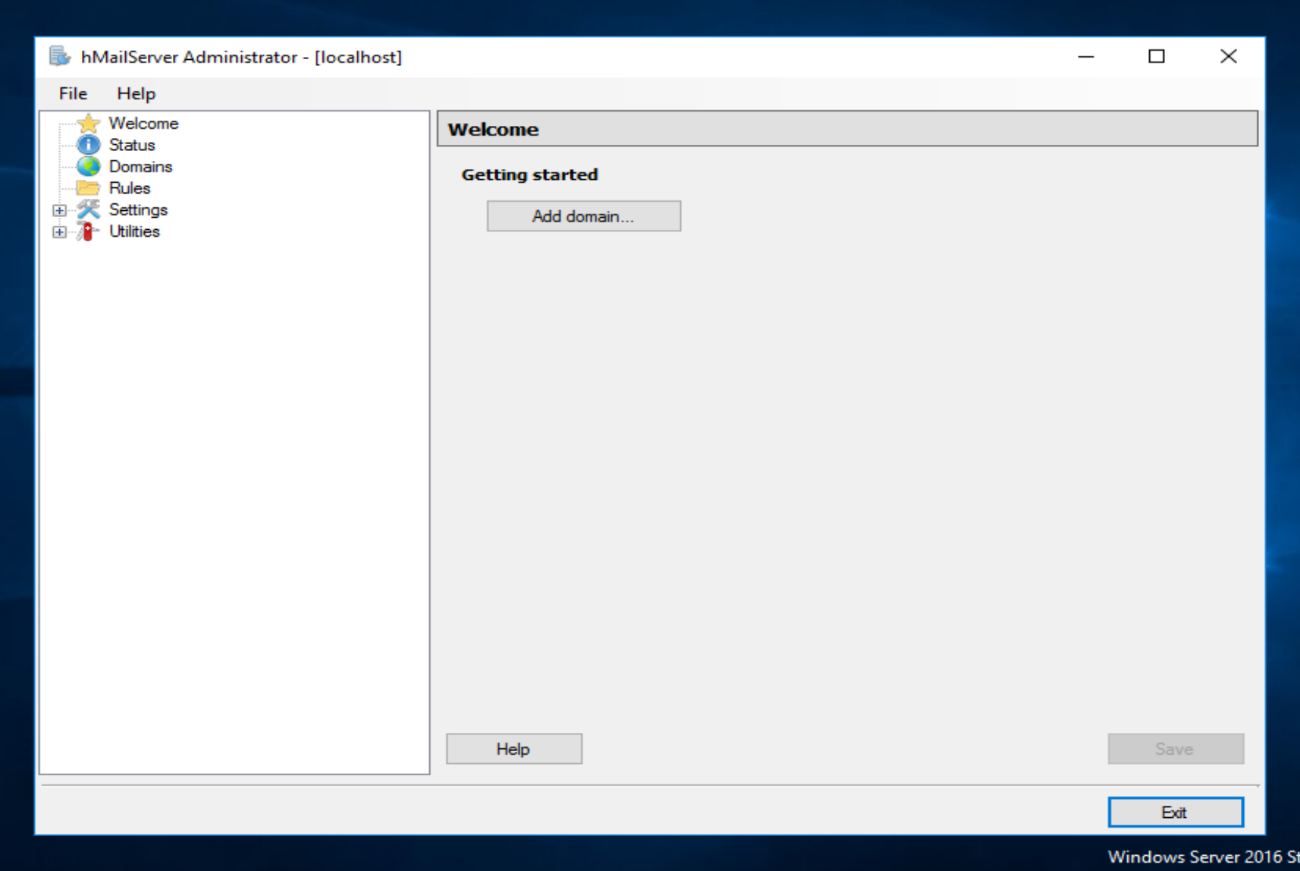 hMailServer Administrator - [localhost]
File Help
Welcome
Status
Domains
Rules
Settings
Utilities
Welcome
Getting started
Add domain...
Help
Save
Exit
Windows Server 2016